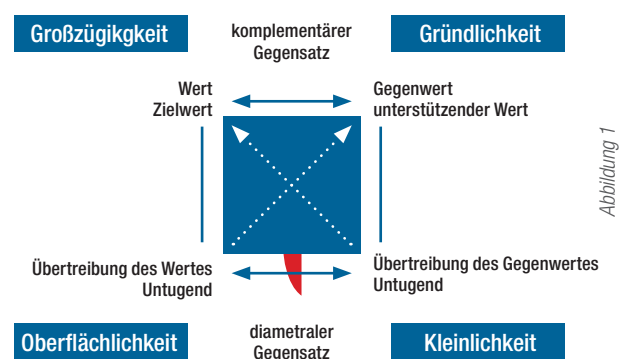 Großzügikgkeit
komplementärer
Gegensatz
Gründlichkeit
Wert
Zielwert
Gegenwert
unterstützender Wert
Abbildung 1
Übertreibung des Wertes
Untugend
Übertreibung des Gegenwertes
Untugend
Oberflächlichkeit
diametraler
Gegensatz
Kleinlichkeit